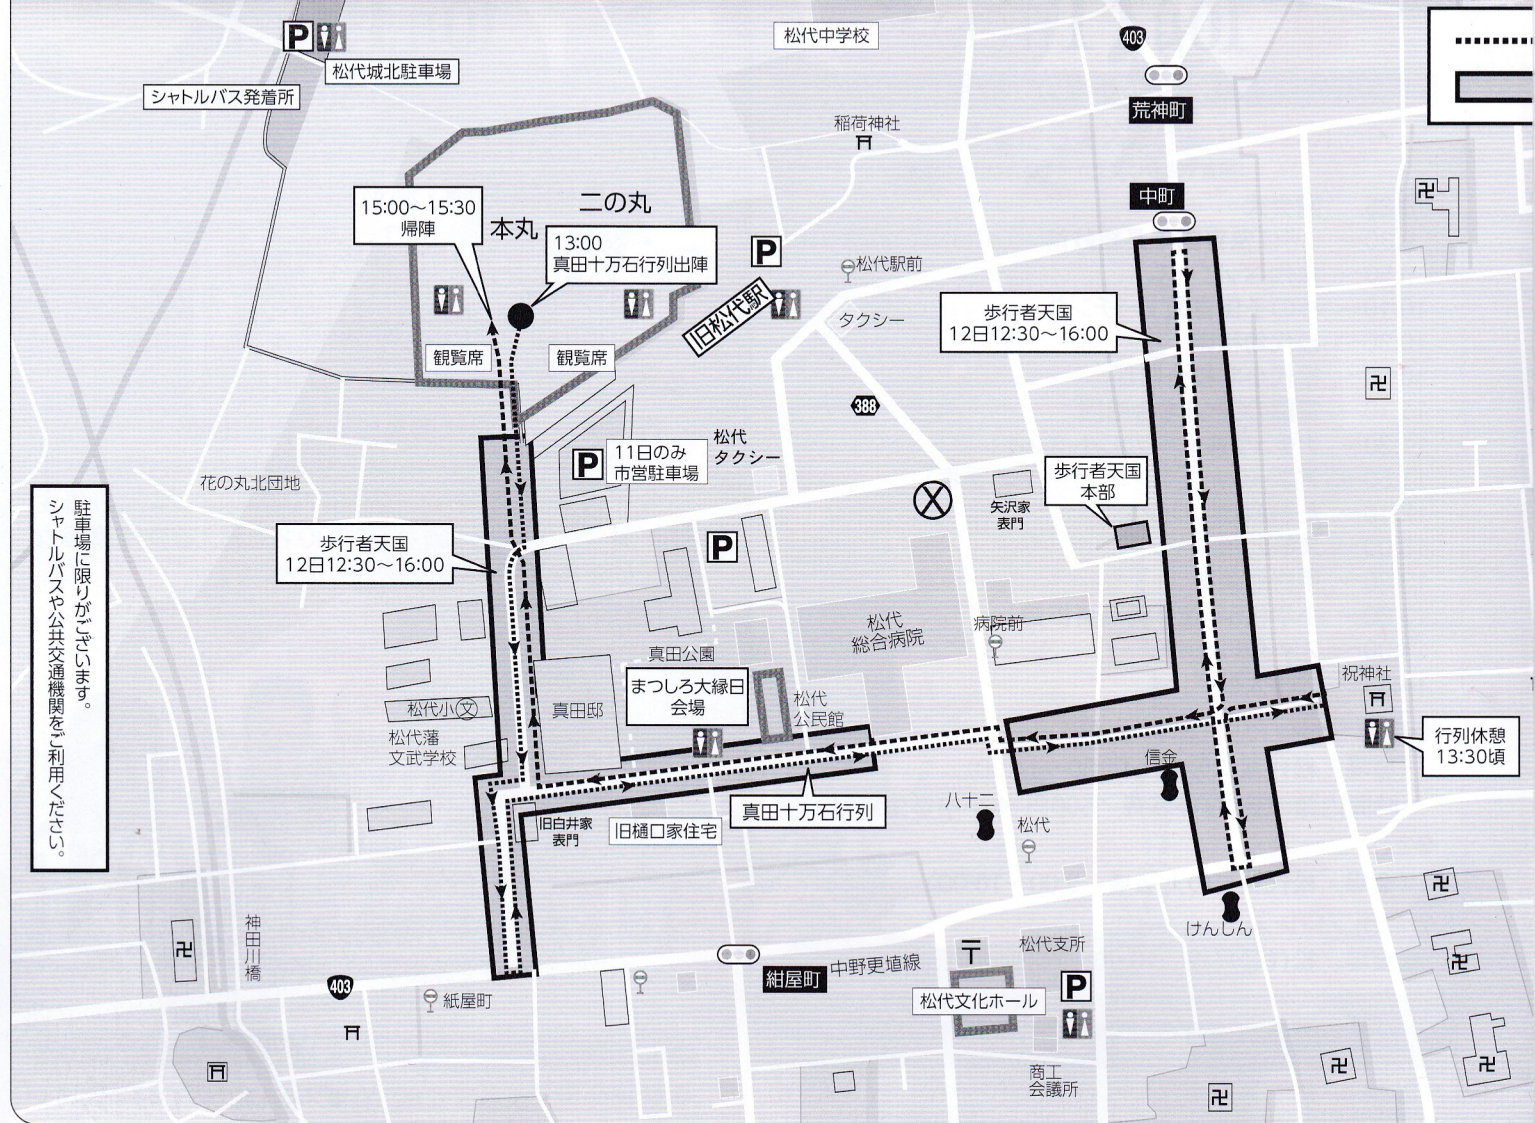 松代中学校
403
P
松代城北駐車場
シャトルバス発着所
荒神町
稲荷神社
中町
15:00～15:30
帰陣
本丸
二の丸
13:00
真田十万石行列出陣
P
旧松代駅
松代駅前
タクシー
歩行者天国
12日12:30～16:00
観覧席
観覧席
388
P
11日のみ
市営駐車場
松代
タクシー
花の丸北団地
歩行者天国
本部
矢沢家
表門
駐車場に限りがございます。
シャトルバスや公共交通機関をご利用ください。
歩行者天国
12日12:30～16:00
P
松代
総合病院
病院前
真田公園
まつしろ大縁日
会場
松代
公民館
真田邸
松代小
文
松代藩
文武学校
祝神社
行列休憩
13:30頃
信金
八十二
松代
真田十万石行列
旧白井家
表門
旧樋口家住宅
けんしん
神田川橋
403
紙屋町
紺屋町
中野更埴線
〒
松代支所
P
松代文化ホール
商工
会議所